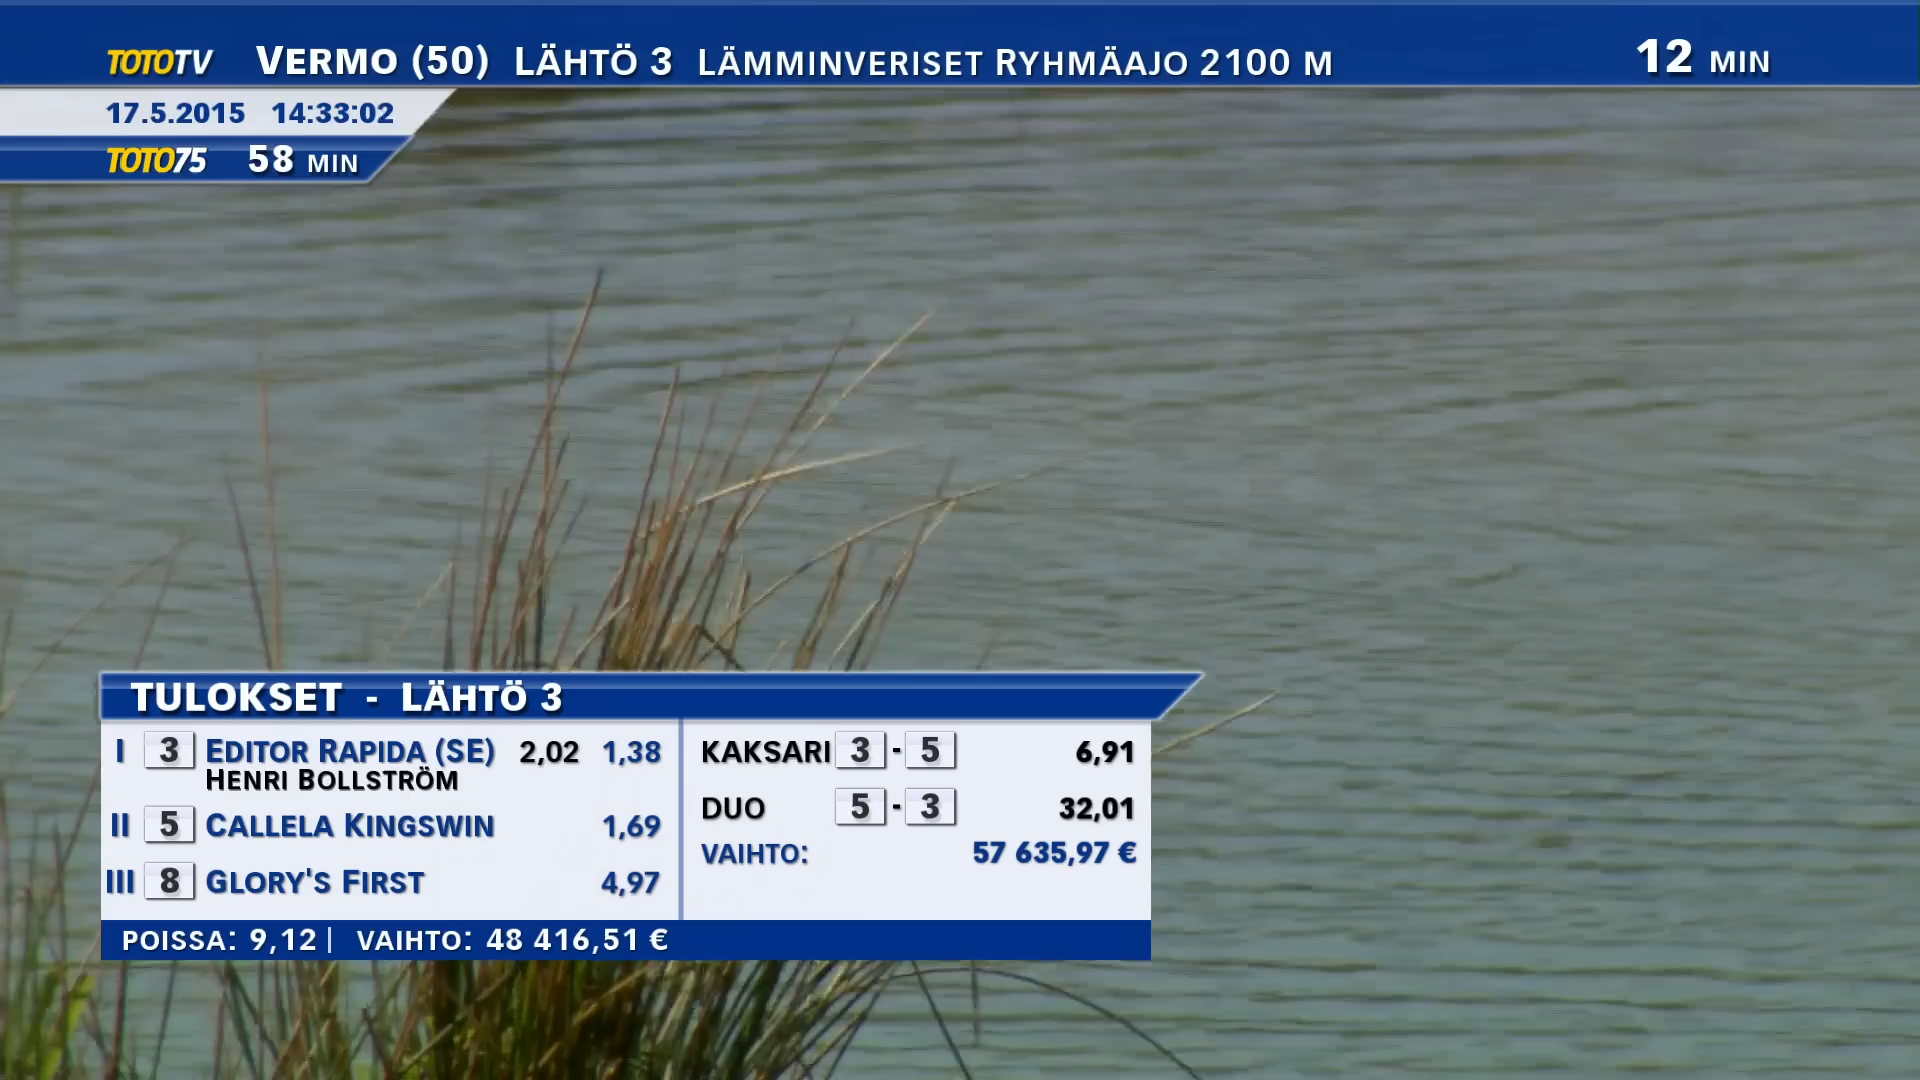 TOTOTV VERMO (50) LÄHTÖ 3 LÄMMINVERISET RYHMÄAJO 2100 M 12 MIN
17.5.2015 14:33:02
TOTO75 58 MIN
TULOKSET - LÄHTÖ 3
I 3 EDITOR RAPIDA (SE) 2,02 1,38
HENRI BOLLSTRÖM
II 5 CALLELA KINGSWIN 1,69
III 8 GLORY'S FIRST 4,97
KAKSARI 3 - 5 6,91
DUO 5 - 3 32,01
VAIHTO: 57 635,97 €
POISSA: 9,12 | VAIHTO: 48 416,51 €